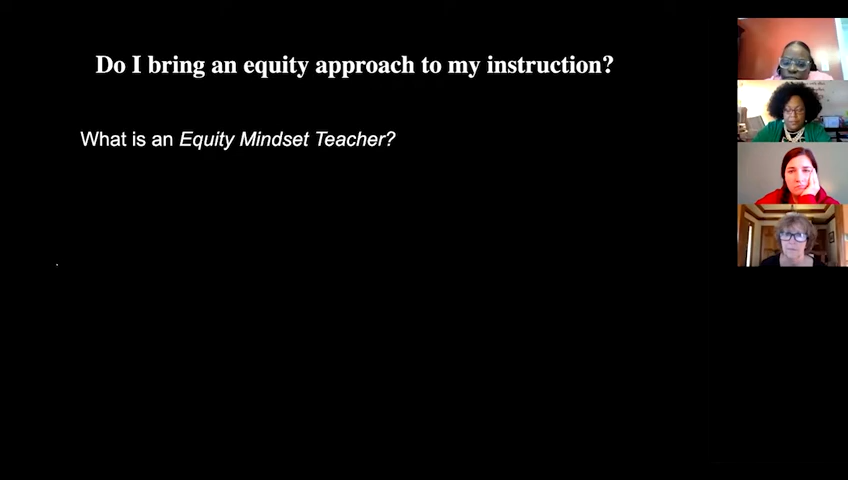 Do I bring an equity approach to my instruction?
What is an Equity Mindset Teacher?